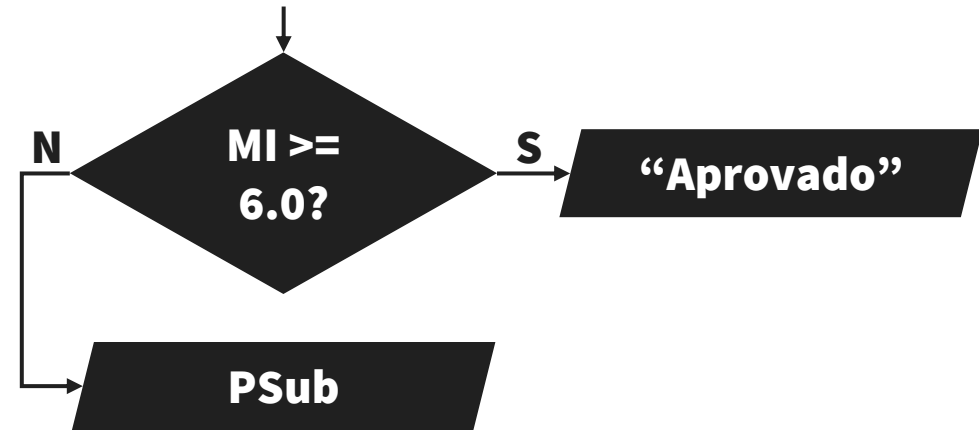 N
MI >=
6.0?
S
“Aprovado”
PSub